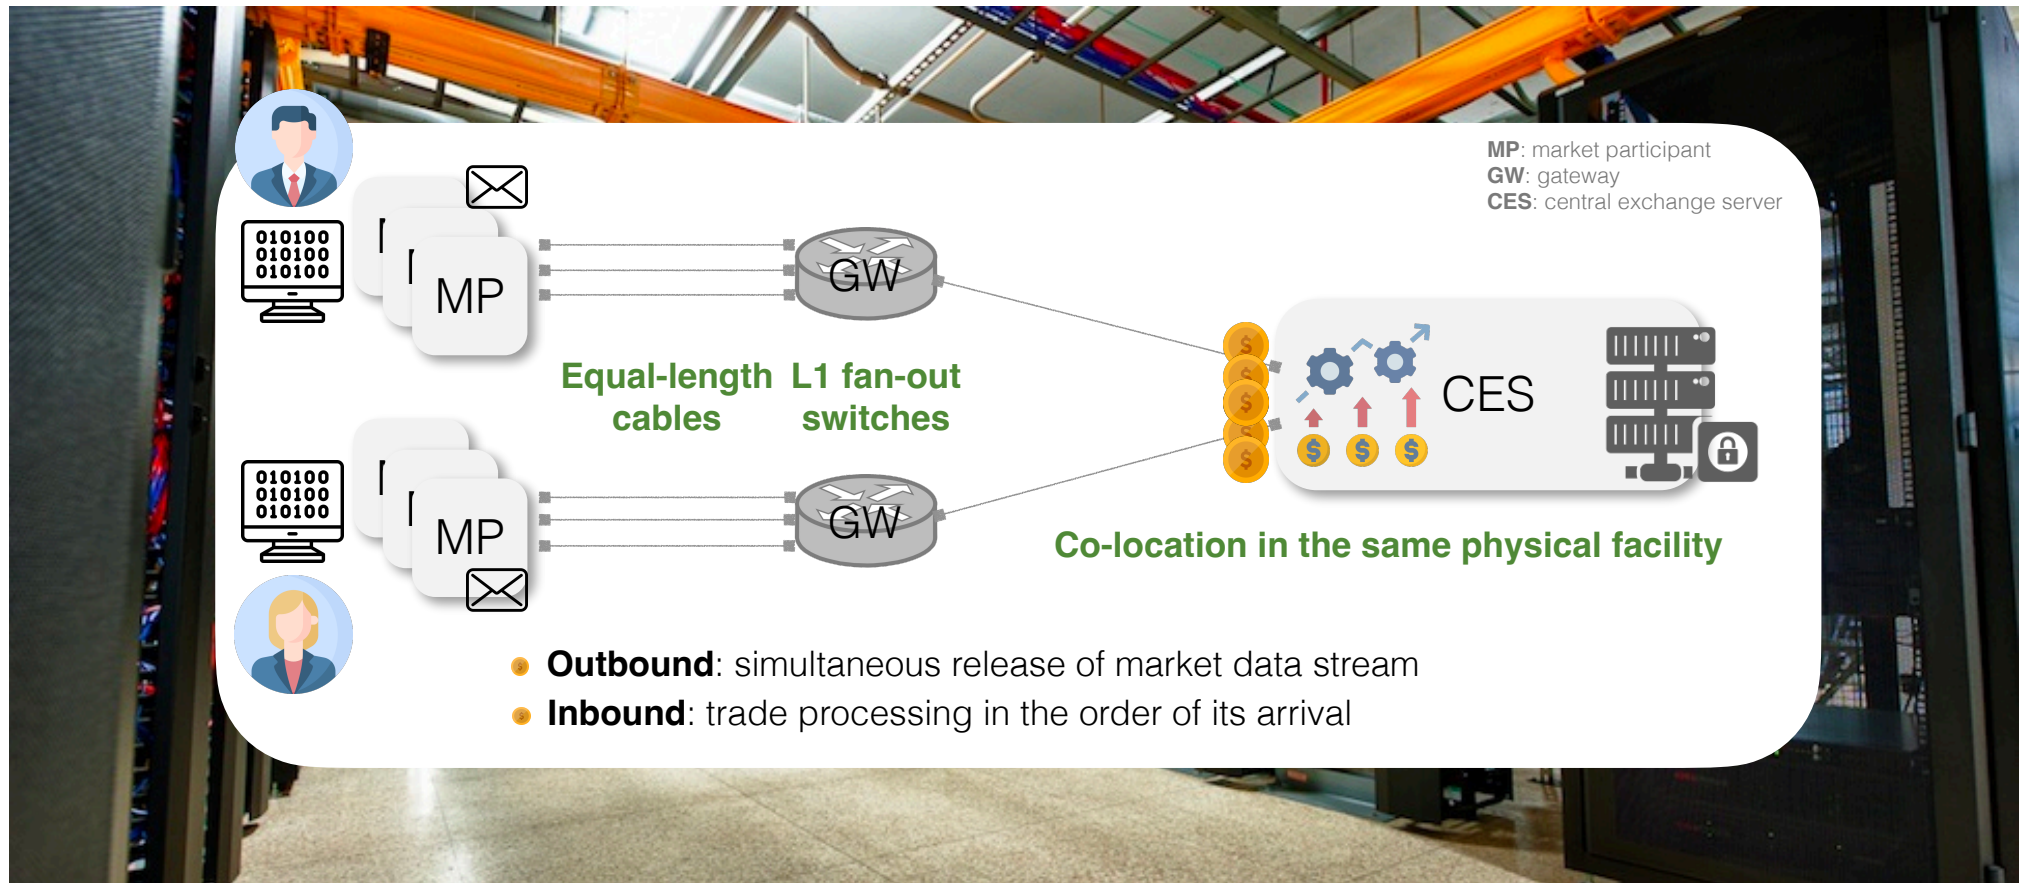 MP: market participant
GW: gateway
CES: central exchange server
010100
010100
010100
MP
GW
Equal-length cables
L1 fan-out switches
$
$
$
$
$
CES
$ $ $
010100
010100
010100
MP
GW
Co-location in the same physical facility
Outbound: simultaneous release of market data stream
Inbound: trade processing in the order of its arrival